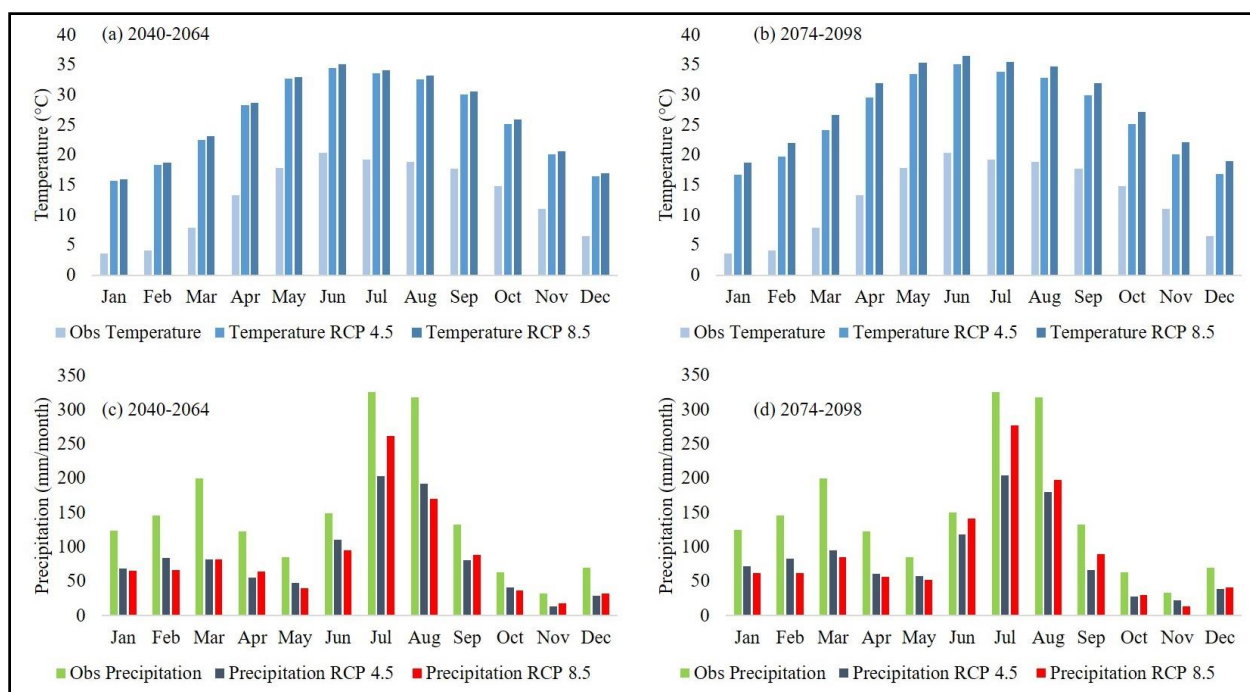 (a) 2040-2064
Temperature (°C)
40
35
30
25
20
15
10
5
0
Jan Feb Mar Apr May Jun Jul Aug Sep Oct Nov Dec
Obs Temperature Temperature RCP 4.5 Temperature RCP 8.5
(b) 2074-2098
Temperature (°C)
40
35
30
25
20
15
10
5
0
Jan Feb Mar Apr May Jun Jul Aug Sep Oct Nov Dec
Obs Temperature Temperature RCP 4.5 Temperature RCP 8.5
(c) 2040-2064
Precipitation (mm/month)
350
300
250
200
150
100
50
0
Jan Feb Mar Apr May Jun Jul Aug Sep Oct Nov Dec
Obs Precipitation Precipitation RCP 4.5 Precipitation RCP 8.5
(d) 2074-2098
Precipitation (mm/month)
350
300
250
200
150
100
50
0
Jan Feb Mar Apr May Jun Jul Aug Sep Oct Nov Dec
Obs Precipitation Precipitation RCP 4.5 Precipitation RCP 8.5